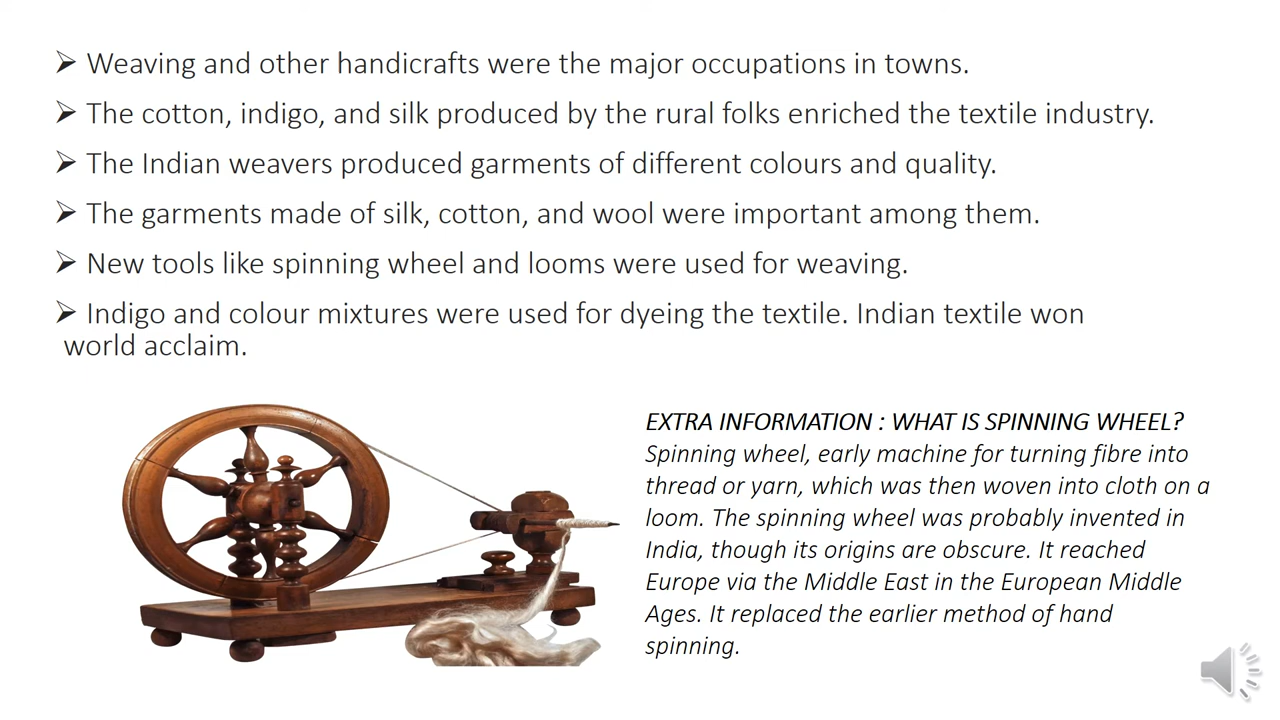 ➢ Weaving and other handicrafts were the major occupations in towns.
➢ The cotton, indigo, and silk produced by the rural folks enriched the textile industry.
➢ The Indian weavers produced garments of different colours and quality.
➢ The garments made of silk, cotton, and wool were important among them.
➢ New tools like spinning wheel and looms were used for weaving.
➢ Indigo and colour mixtures were used for dyeing the textile. Indian textile won
world acclaim.
EXTRA INFORMATION : WHAT IS SPINNING WHEEL?
Spinning wheel, early machine for turning fibre into
thread or yarn, which was then woven into cloth on a
loom. The spinning wheel was probably invented in
India, though its origins are obscure. It reached
Europe via the Middle East in the European Middle
Ages. It replaced the earlier method of hand
spinning.